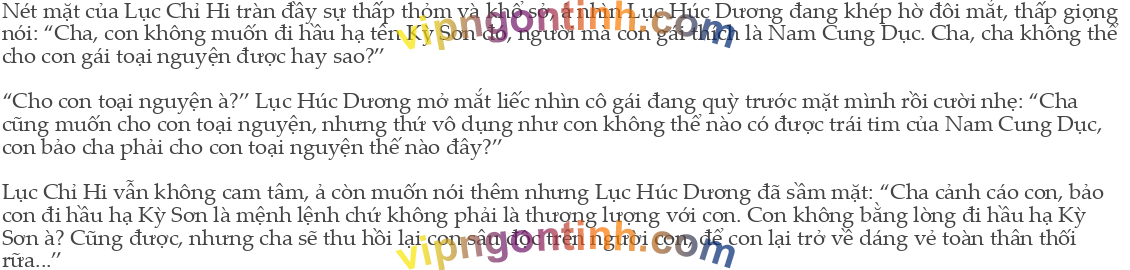 Nét mặt của Lục Chỉ Hi tràn đầy sự thấp thỏm và khổ sở, ả nhìn Lục Húc Dương đang khép hờ đôi mắt, thấp giọng
nói: “Cha, con không muốn đi hầu hạ tên Kỳ Sơn đó, người mà con gái thích là Nam Cung Dục. Cha, cha không thể
cho con gái toại nguyện được hay sao?”
“Cho con toại nguyện à?” Lục Húc Dương mở mắt liếc nhìn cô gái đang quỳ trước mặt mình rồi cười nhẹ: “Cha
cũng muốn cho con toại nguyện, nhưng thứ vô dụng như con không thể nào có được trái tim của Nam Cung Dục,
con bảo cha phải cho con toại nguyện thế nào đây?”
Lục Chỉ Hi vẫn không cam tâm, ả còn muốn nói thêm nhưng Lục Húc Dương đã sầm mặt: “Cha cảnh cáo con, bảo
con đi hầu hạ Kỳ Sơn là mệnh lệnh chứ không phải là thương lượng với con. Con không bằng lòng đi hầu hạ Kỳ
Sơn à? Cũng được, nhưng cha sẽ thu hồi lại con sâu độc trên người con, để con lại trở về dáng vẻ toàn thân thối
rữa...”
vipngontinh.com
vipngontinh.com